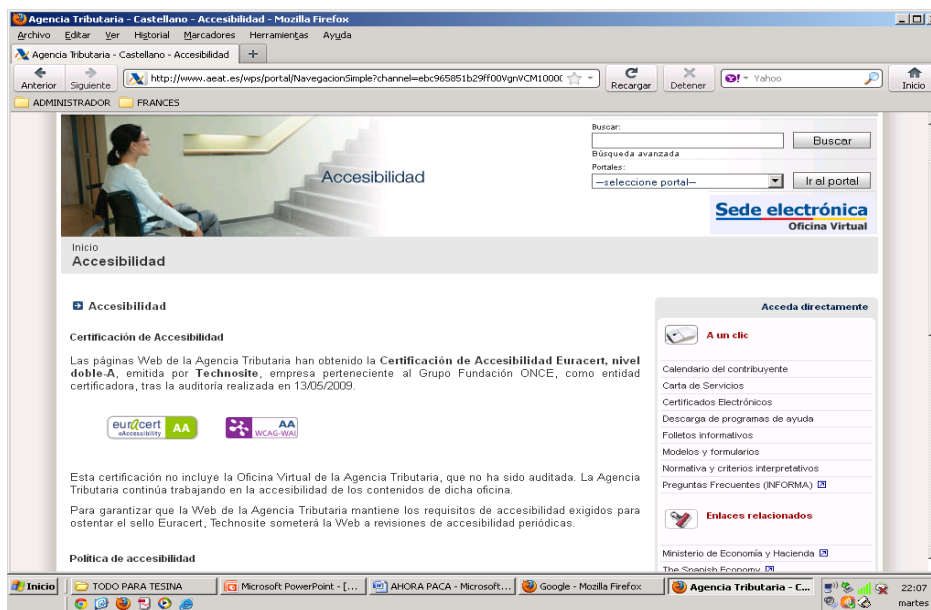 Agencia Tributaria - Castellano - Accesibilidad - Mozilla Firefox
Archivo Editar Ver Historial Marcadores Herramientas Ayuda
Agencia Tributaria - Castellano - Accesibilidad
Anterior Siguiente http://www.aeat.es/wps/portal/NavegacionSimple?channel=ebc965851b29ff00VgnVCM1000( Recargar Detener Yahoo Inicio
ADMINISTRADOR FRANCES
Buscar:
Buscar
Búsqueda avanzada
Portales:
--seleccione portal-- Ir al portal
Accesibilidad
Sede electrónica
Oficina Virtual
Inicio
Accesibilidad
Accesibilidad
Certificación de Accesibilidad
Las páginas Web de la Agencia Tributaria han obtenido la Certificación de Accesibilidad Euracert, nivel
doble-A, emitida por Technosite, empresa perteneciente al Grupo Fundación ONCE, como entidad
certificadora, tras la auditoría realizada en 13/05/2009.
euracert
eAccessibility AA
AA
WCAG-WAI
Esta certificación no incluye la Oficina Virtual de la Agencia Tributaria, que no ha sido auditada. La Agencia
Tributaria continúa trabajando en la accesibilidad de los contenidos de dicha oficina.
Para garantizar que la Web de la Agencia Tributaria mantiene los requisitos de accesibilidad exigidos para
ostentar el sello Euracert, Technosite someterá la Web a revisiones de accesibilidad periódicas.
Política de accesibilidad
Acceda directamente
A un clic
Calendario del contribuyente
Carta de Servicios
Certificados Electrónicos
Descarga de programas de ayuda
Folletos informativos
Modelos y formularios
Normativa y criterios interpretativos
Preguntas Frecuentes (INFORMA)
Enlaces relacionados
Ministerio de Economía y Hacienda
The Spanish Economy
Inicio TODO PARA TESINA Microsoft PowerPoint - [... AHORA PACA - Microsoft... Google - Mozilla Firefox Agencia Tributaria - C... 22:07
martes